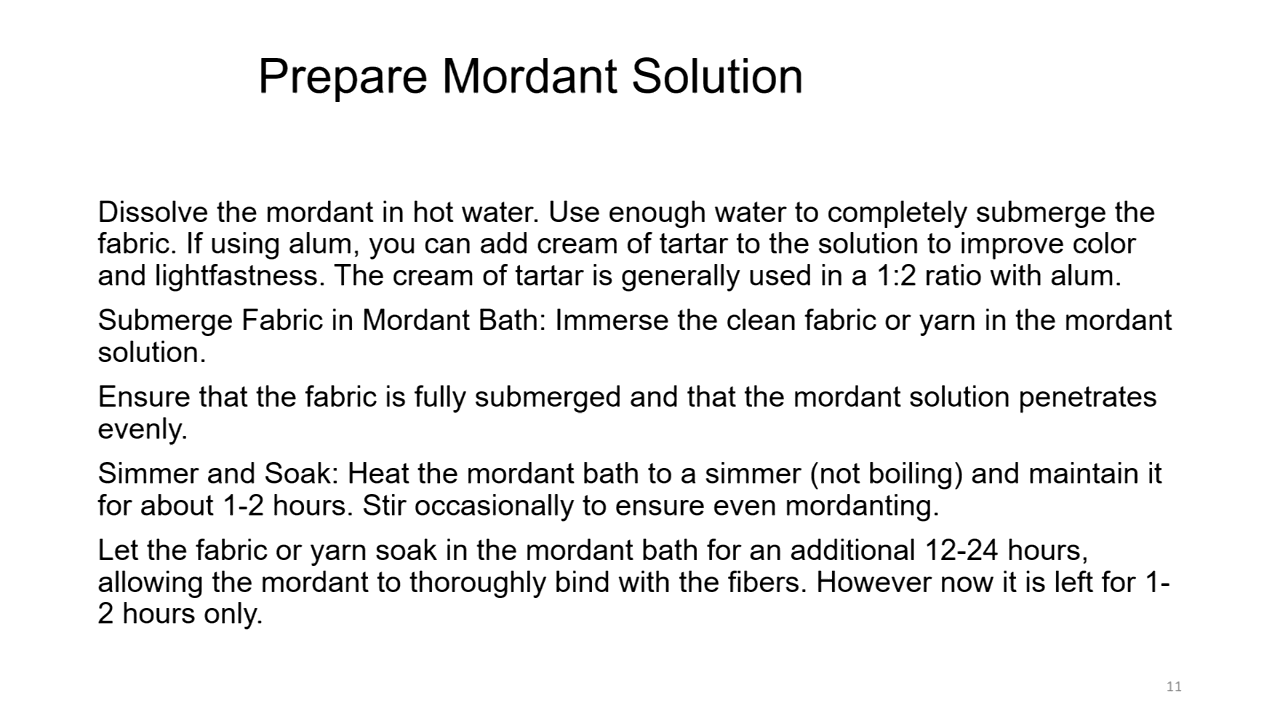 Prepare Mordant Solution
Dissolve the mordant in hot water. Use enough water to completely submerge the
fabric. If using alum, you can add cream of tartar to the solution to improve color
and lightfastness. The cream of tartar is generally used in a 1:2 ratio with alum.
Submerge Fabric in Mordant Bath: Immerse the clean fabric or yarn in the mordant
solution.
Ensure that the fabric is fully submerged and that the mordant solution penetrates
evenly.
Simmer and Soak: Heat the mordant bath to a simmer (not boiling) and maintain it
for about 1-2 hours. Stir occasionally to ensure even mordanting.
Let the fabric or yarn soak in the mordant bath for an additional 12-24 hours,
allowing the mordant to thoroughly bind with the fibers. However now it is left for 1-
2 hours only.
11